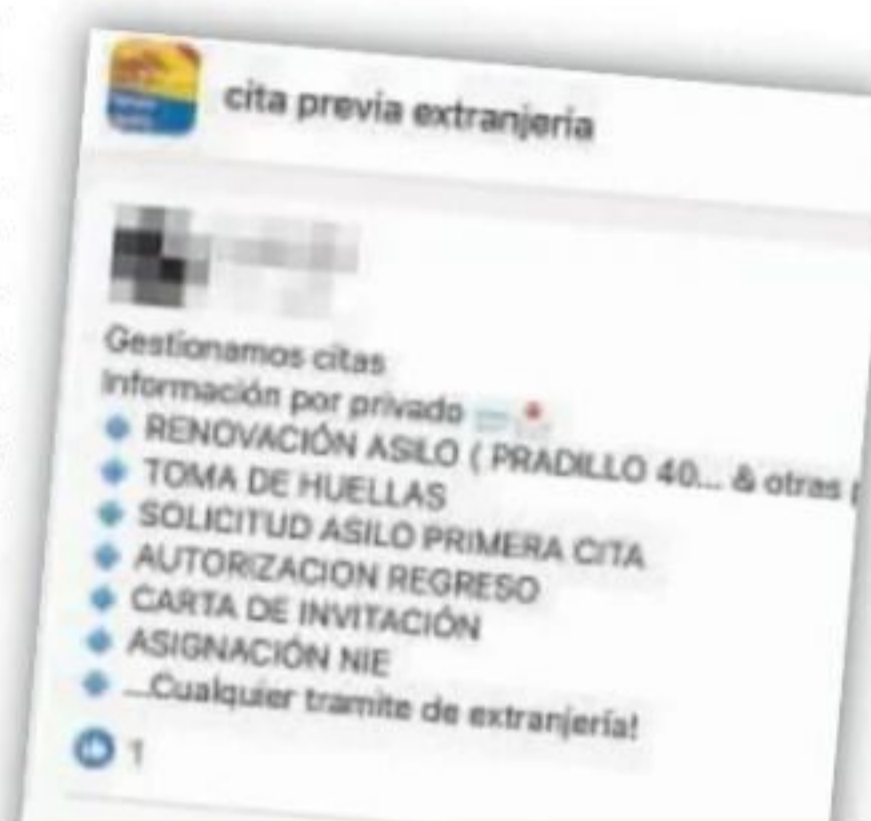 cita previa extranjeria
Gestionamos citas
Información por privado
RENOVACIÓN ASILO ( PRADILLO 40... & otras
TOMA DE HUELLAS
SOLICITUD ASILO PRIMERA CITA
AUTORIZACION REGRESO
CARTA DE INVITACIÓN
ASIGNACIÓN NIE
...Cualquier tramite de extranjería!
1